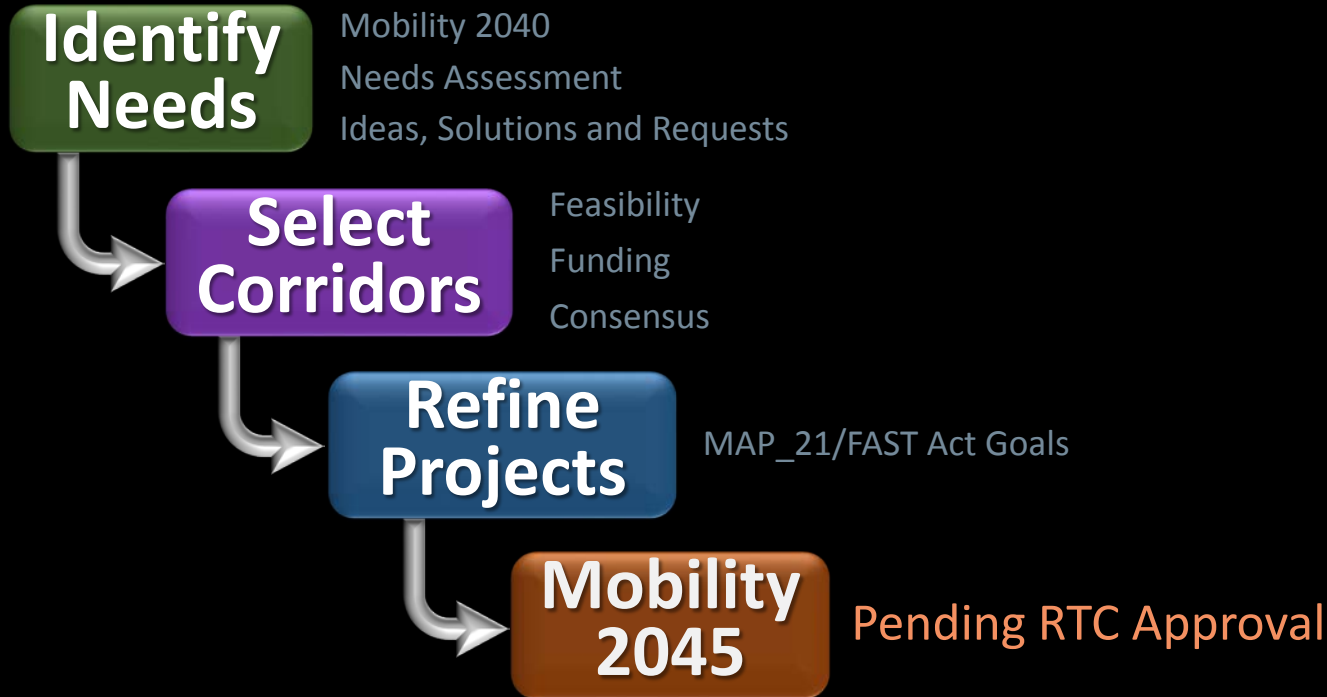 Identify
Needs
Mobility 2040
Needs Assessment
Ideas, Solutions and Requests
Select
Corridors
Feasibility
Funding
Consensus
Refine
Projects
MAP_21/FAST Act Goals
Mobility
2045
Pending RTC Approval